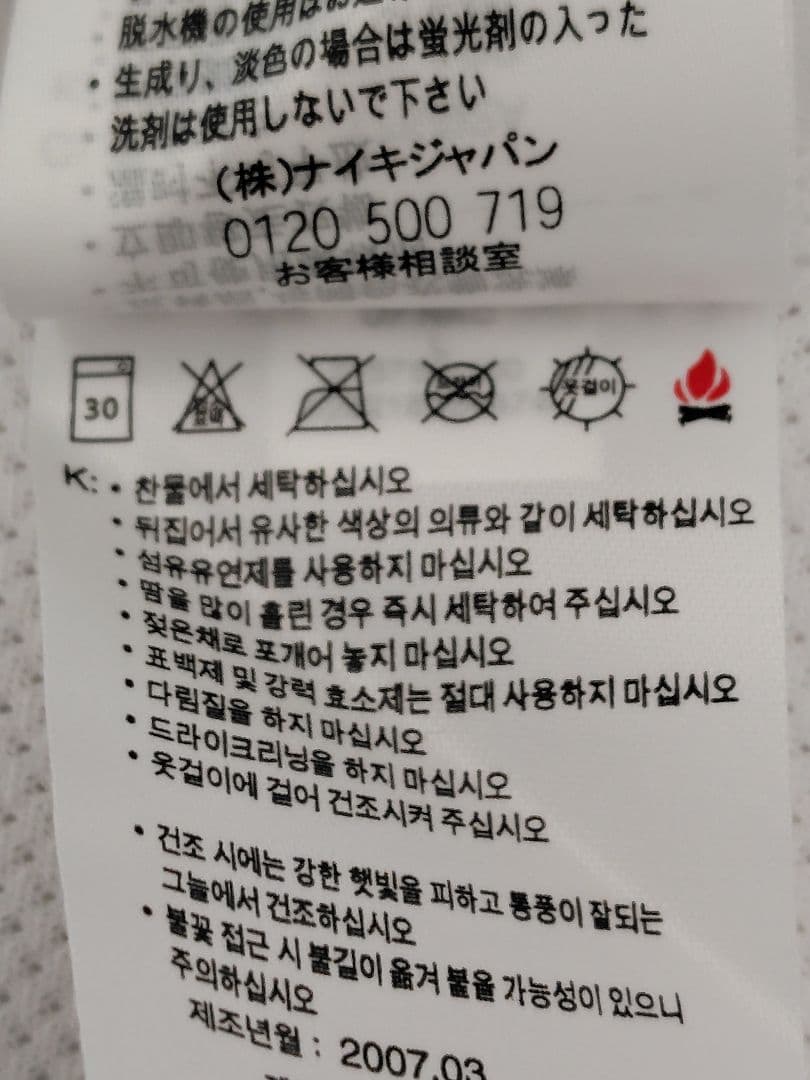 脱水機の使用はお
・生成り、淡色の場合は蛍光剤の入った
洗剤は使用しないで下さい
(株)ナイキジャパン
0120 500 719
お客様相談室
30
옷걸이
K: • 찬물에서 세탁하십시오
• 뒤집어서 유사한 색상의 의류와 같이 세탁하십시오
• 섬유유연제를 사용하지 마십시오
• 땀을 많이 흘린 경우 즉시 세탁하여 주십시오
• 젖은채로 포개어 놓지 마십시오
• 표백제 및 강력 효소제는 절대 사용하지 마십시오
• 다림질을 하지 마십시오
• 드라이크리닝을 하지 마십시오
• 옷걸이에 걸어 건조시켜 주십시오
• 건조 시에는 강한 햇빛을 피하고 통풍이 잘되는
그늘에서 건조하십시오
• 불꽃 접근 시 불길이 옮겨 붙을 가능성이 있으니
주의하십시오
제조년월 : 2007.03